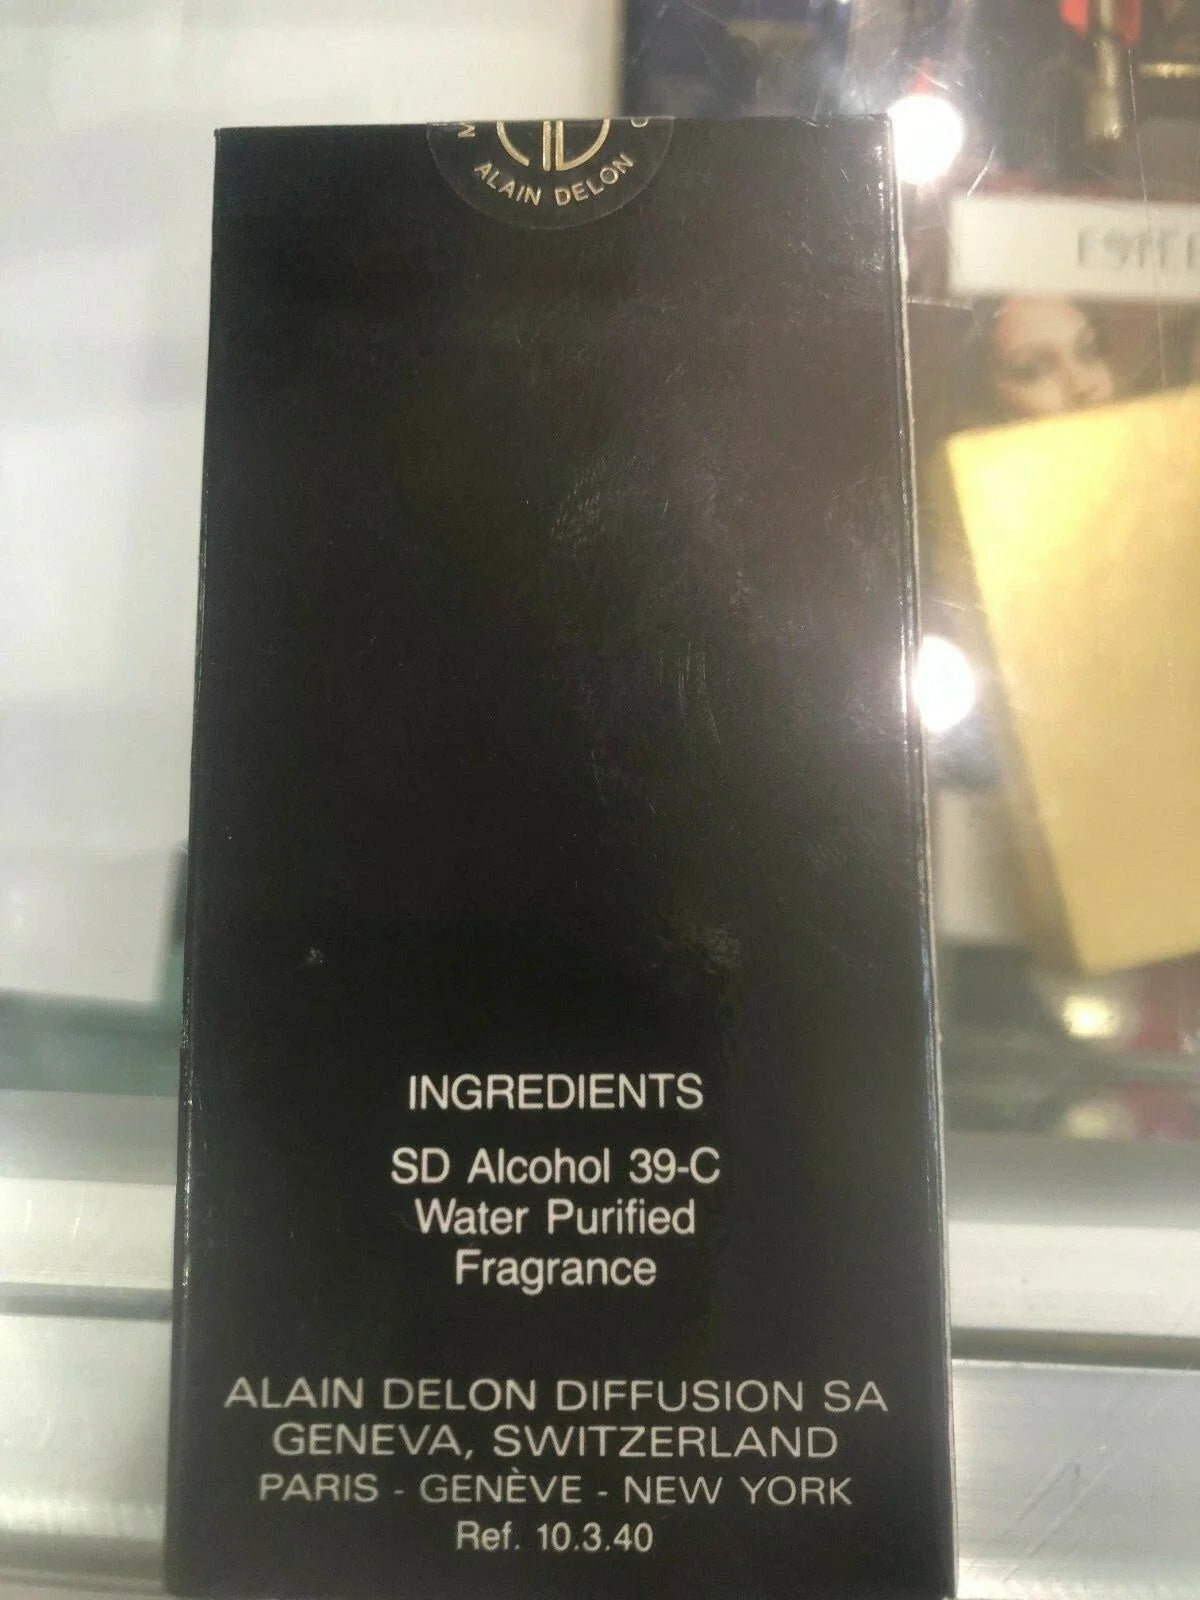 ALAIN DELON
INGREDIENTS
SD Alcohol 39-C
Water Purified
Fragrance
ALAIN DELON DIFFUSION SA
GENEVA, SWITZERLAND
PARIS - GENÈVE - NEW YORK
Ref. 10.3.40